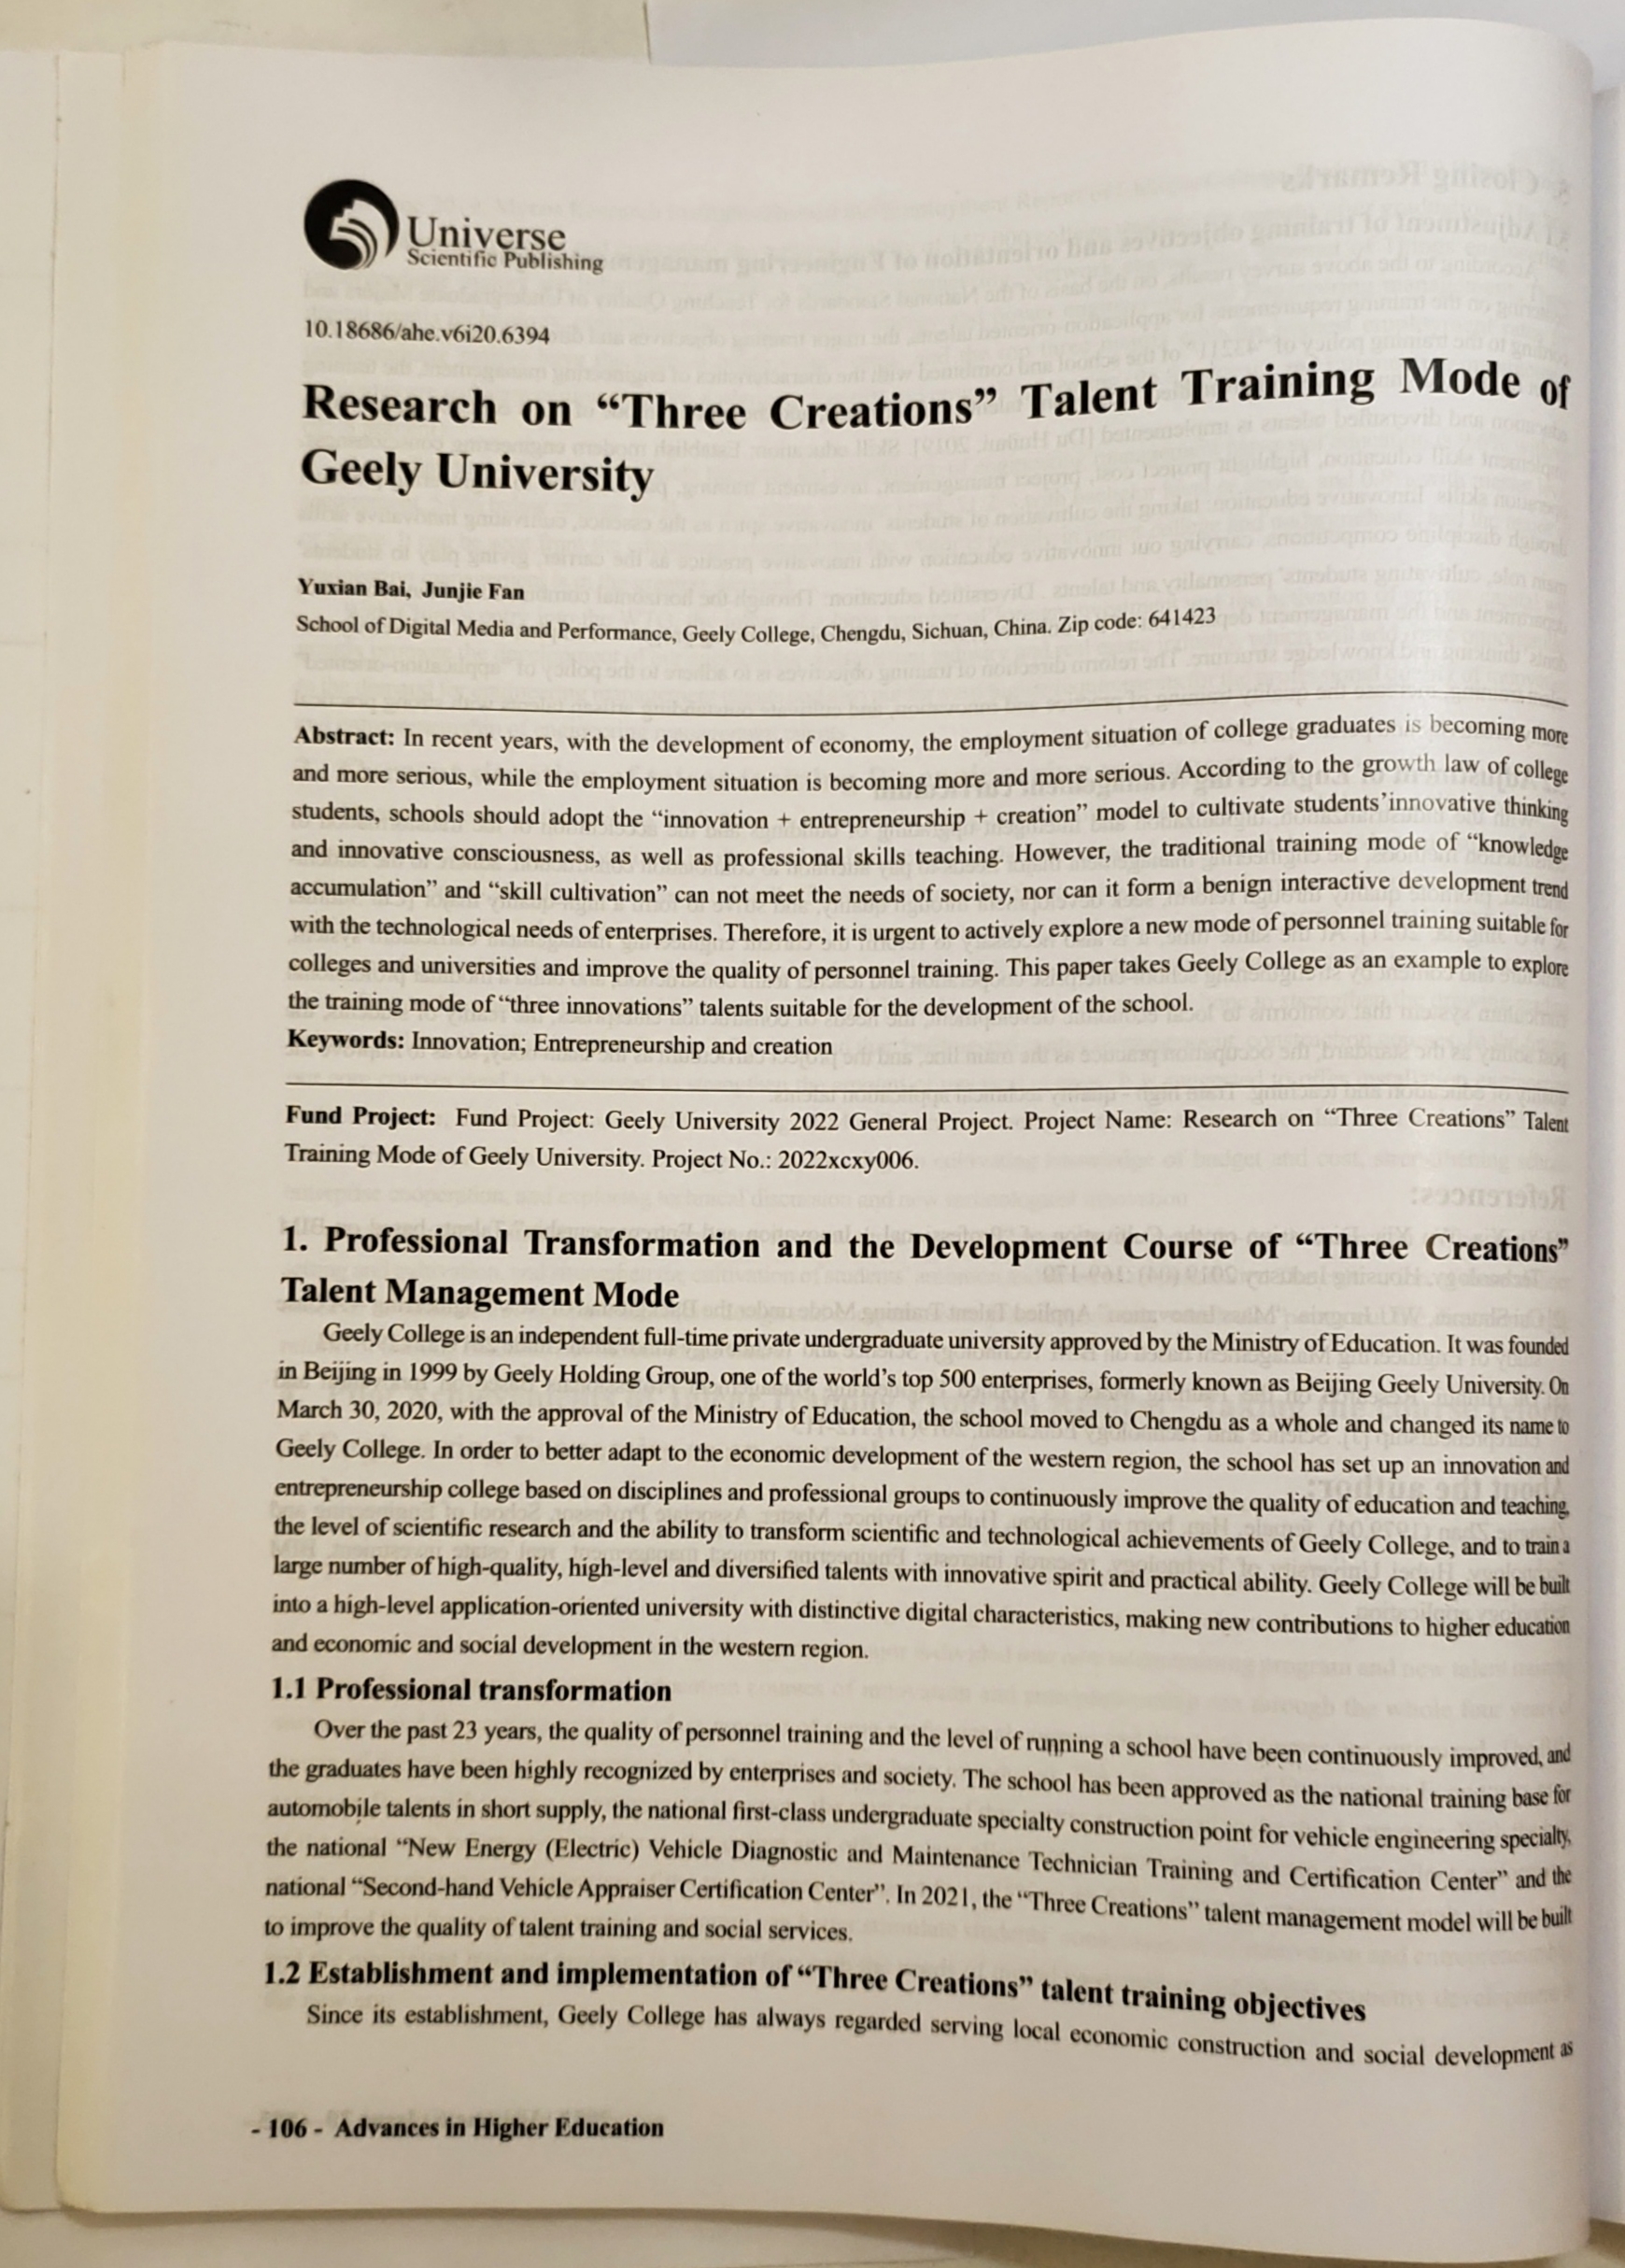 Universe
Scientific Publishing
10.18686/ahe.v6i20.6394
Research on “Three Creations” Talent Training Mode of
Geely University
Yuxian Bai, Junjie Fan
School of Digital Media and Performance, Geely College, Chengdu, Sichuan, China. Zip code: 641423
Abstract: In recent years, with the development of economy, the employment situation of college graduates is becoming more
and more serious, while the employment situation is becoming more and more serious. According to the growth law of college
students, schools should adopt the “innovation + entrepreneurship + creation” model to cultivate students’innovative thinking
and innovative consciousness, as well as professional skills teaching. However, the traditional training mode of “knowledge
accumulation” and “skill cultivation” can not meet the needs of society, nor can it form a benign interactive development trend
with the technological needs of enterprises. Therefore, it is urgent to actively explore a new mode of personnel training suitable for
colleges and universities and improve the quality of personnel training. This paper takes Geely College as an example to explore
the training mode of “three innovations” talents suitable for the development of the school.
Keywords: Innovation; Entrepreneurship and creation
Fund Project: Fund Project: Geely University 2022 General Project. Project Name: Research on “Three Creations” Talent
Training Mode of Geely University. Project No.: 2022xcxy006.
1. Professional Transformation and the Development Course of “Three Creations”
Talent Management Mode
Geely College is an independent full-time private undergraduate university approved by the Ministry of Education. It was founded
in Beijing in 1999 by Geely Holding Group, one of the world’s top 500 enterprises, formerly known as Beijing Geely University. On
March 30, 2020, with the approval of the Ministry of Education, the school moved to Chengdu as a whole and changed its name to
Geely College. In order to better adapt to the economic development of the western region, the school has set up an innovation and
entrepreneurship college based on disciplines and professional groups to continuously improve the quality of education and teaching,
the level of scientific research and the ability to transform scientific and technological achievements of Geely College, and to train a
large number of high-quality, high-level and diversified talents with innovative spirit and practical ability. Geely College will be built
into a high-level application-oriented university with distinctive digital characteristics, making new contributions to higher education
and economic and social development in the western region.
1.1 Professional transformation
Over the past 23 years, the quality of personnel training and the level of running a school have been continuously improved, and
the graduates have been highly recognized by enterprises and society. The school has been approved as the national training base for
automobile talents in short supply, the national first-class undergraduate specialty construction point for vehicle engineering specialty,
the national “New Energy (Electric) Vehicle Diagnostic and Maintenance Technician Training and Certification Center” and the
national “Second-hand Vehicle Appraiser Certification Center”. In 2021, the “Three Creations” talent management model will be built
to improve the quality of talent training and social services.
1.2 Establishment and implementation of “Three Creations” talent training objectives
Since its establishment, Geely College has always regarded serving local economic construction and social development as
- 106 - Advances in Higher Education